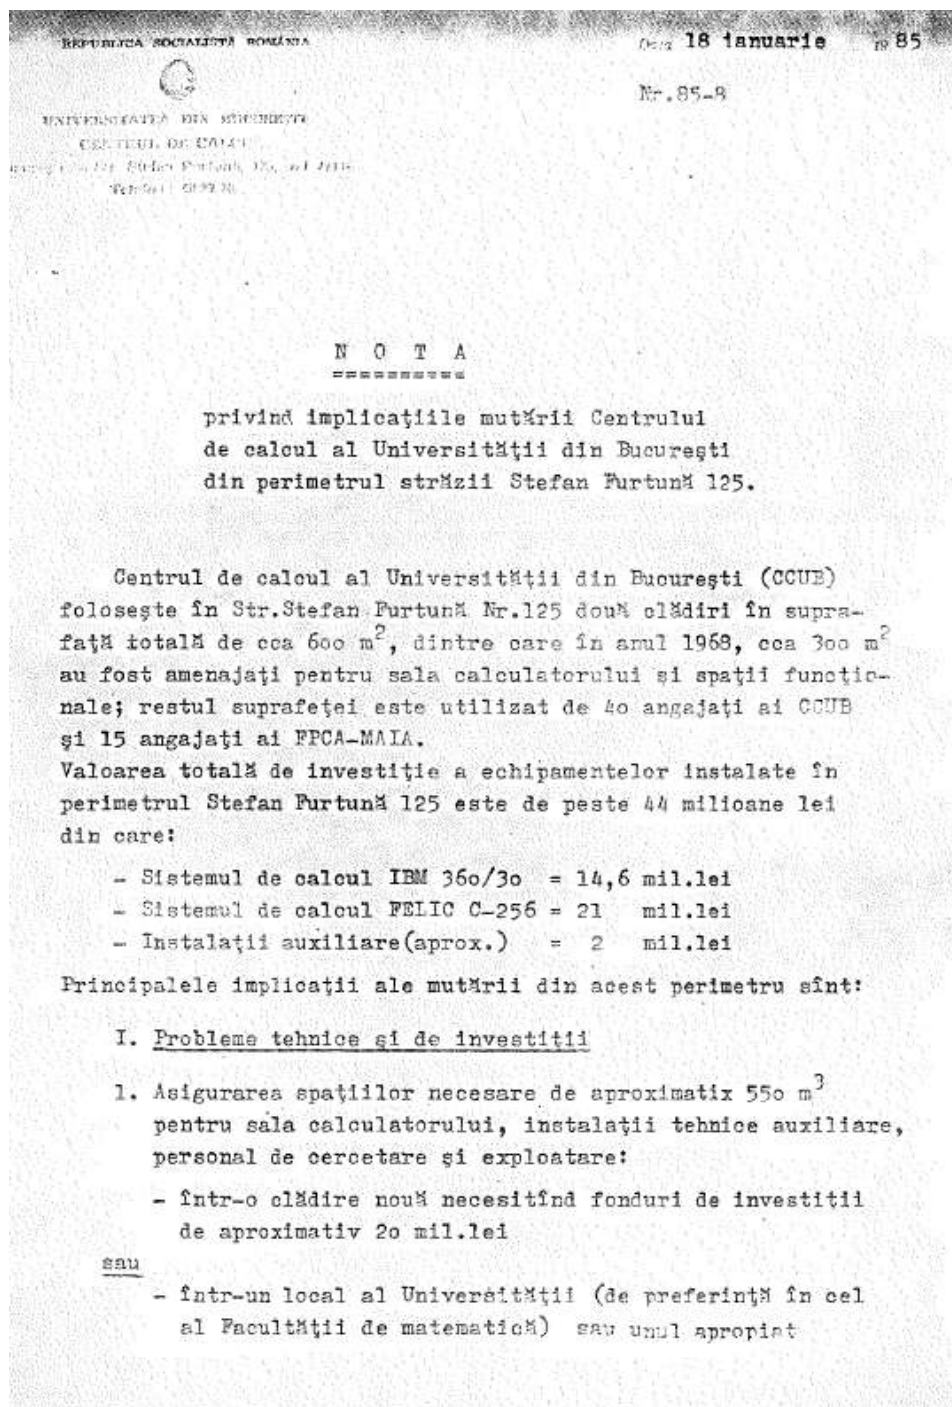 REPUBLICA SOCIALISTĂ ROMÂNIA
Data 18 ianuarie 1985
Nr.85-8
UNIVERSITATEA DIN BUCUREȘTI
CENTRUL DE CALCUL
Ștefan Furtună, 125,
Telefon
N O T A
==========
privind implicaţiile mutării Centrului
de calcul al Universităţii din Bucureşti
din perimetrul străzii Stefan Furtună 125.
Centrul de calcul al Universităţii din Bucureşti (CCUB)
foloseşte în Str.Stefan Furtună Nr.125 două clădiri în supra-
faţă totală de cca 6oo m², dintre care în anul 1968, cca 3oo m²
au fost amenajaţi pentru sala calculatorului şi spaţii funcţio-
nale; restul suprafeţei este utilizat de 4o angajaţi ai CCUB
şi 15 angajaţi ai FPCA-MAIA.
Valoarea totală de investiţie a echipamentelor instalate în
perimetrul Stefan Furtună 125 este de peste 44 milioane lei
din care:
- Sistemul de calcul IBM 36o/3o = 14,6 mil.lei
- Sistemul de calcul FELIC C-256 = 21 mil.lei
- Instalaţii auxiliare(aprox.) = 2 mil.lei
Principalele implicaţii ale mutării din acest perimetru sînt:
I. Probleme tehnice şi de investiţii
1. Asigurarea spaţiilor necesare de aproximatix 55o m³
pentru sala calculatorului, instalaţii tehnice auxiliare,
personal de cercetare şi exploatare:
- într-o clădire nouă necesitînd fonduri de investiţii
de aproximativ 2o mil.lei
sau
- într-un local al Universităţii (de preferinţă în cel
al Facultăţii de matematică) sau unul apropiat